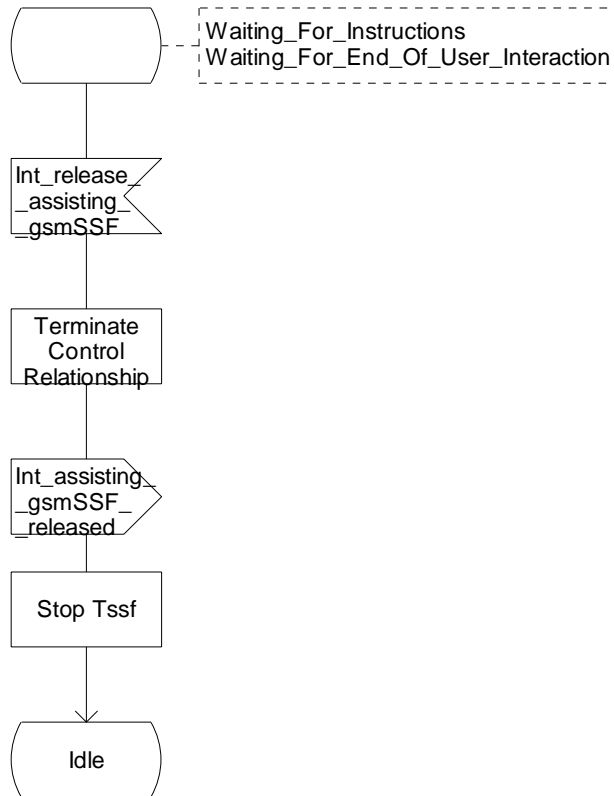 Waiting_For_Instructions
Waiting_For_End_Of_User_Interaction
Int_release_
_assisting_
_gsmSSF
Terminate
Control
Relationship
Int_assisting_
_gsmSSF_
_released
Stop Tssf
Idle